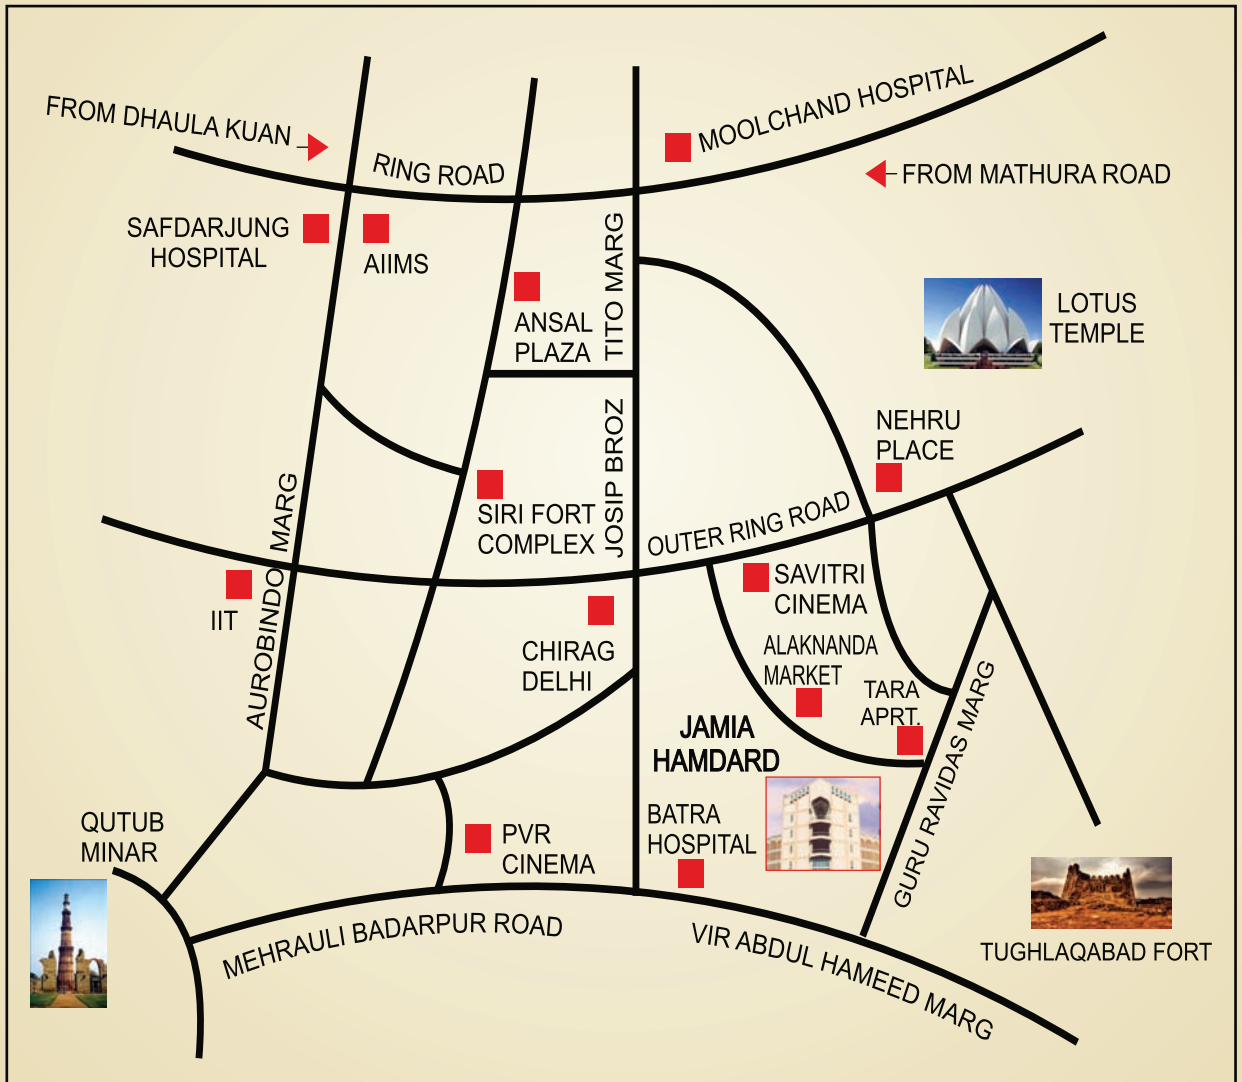 FROM DHAULA KUAN
RING ROAD
MOOLCHAND HOSPITAL
FROM MATHURA ROAD
SAFDARJUNG
HOSPITAL
AIIMS
ANSAL
PLAZA
JOSIP BROZ TITO MARG
LOTUS
TEMPLE
NEHRU
PLACE
SIRI FORT
COMPLEX
OUTER RING ROAD
AUROBINDO MARG
IIT
CHIRAG
DELHI
SAVITRI
CINEMA
ALAKNANDA
MARKET
TARA
APRT.
JAMIA
HAMDARD
GURU RAVIDAS MARG
BATRA
HOSPITAL
PVR
CINEMA
QUTUB
MINAR
MEHRAULI BADARPUR ROAD
VIR ABDUL HAMEED MARG
TUGHLAQABAD FORT